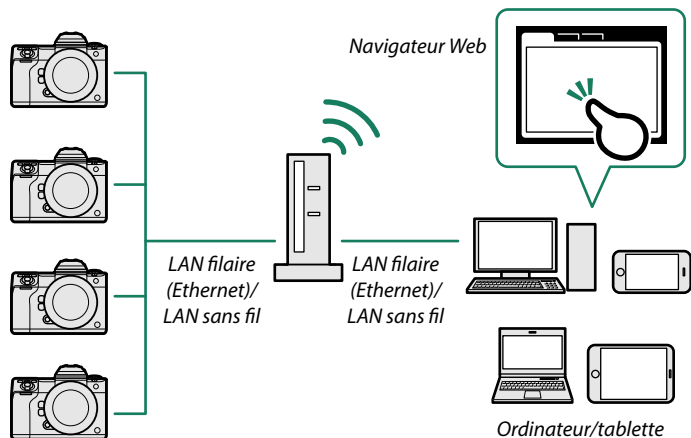 Navigateur Web
LAN filaire
(Ethernet)/
LAN sans fil
LAN filaire
(Ethernet)/
LAN sans fil
Ordinateur/tablette